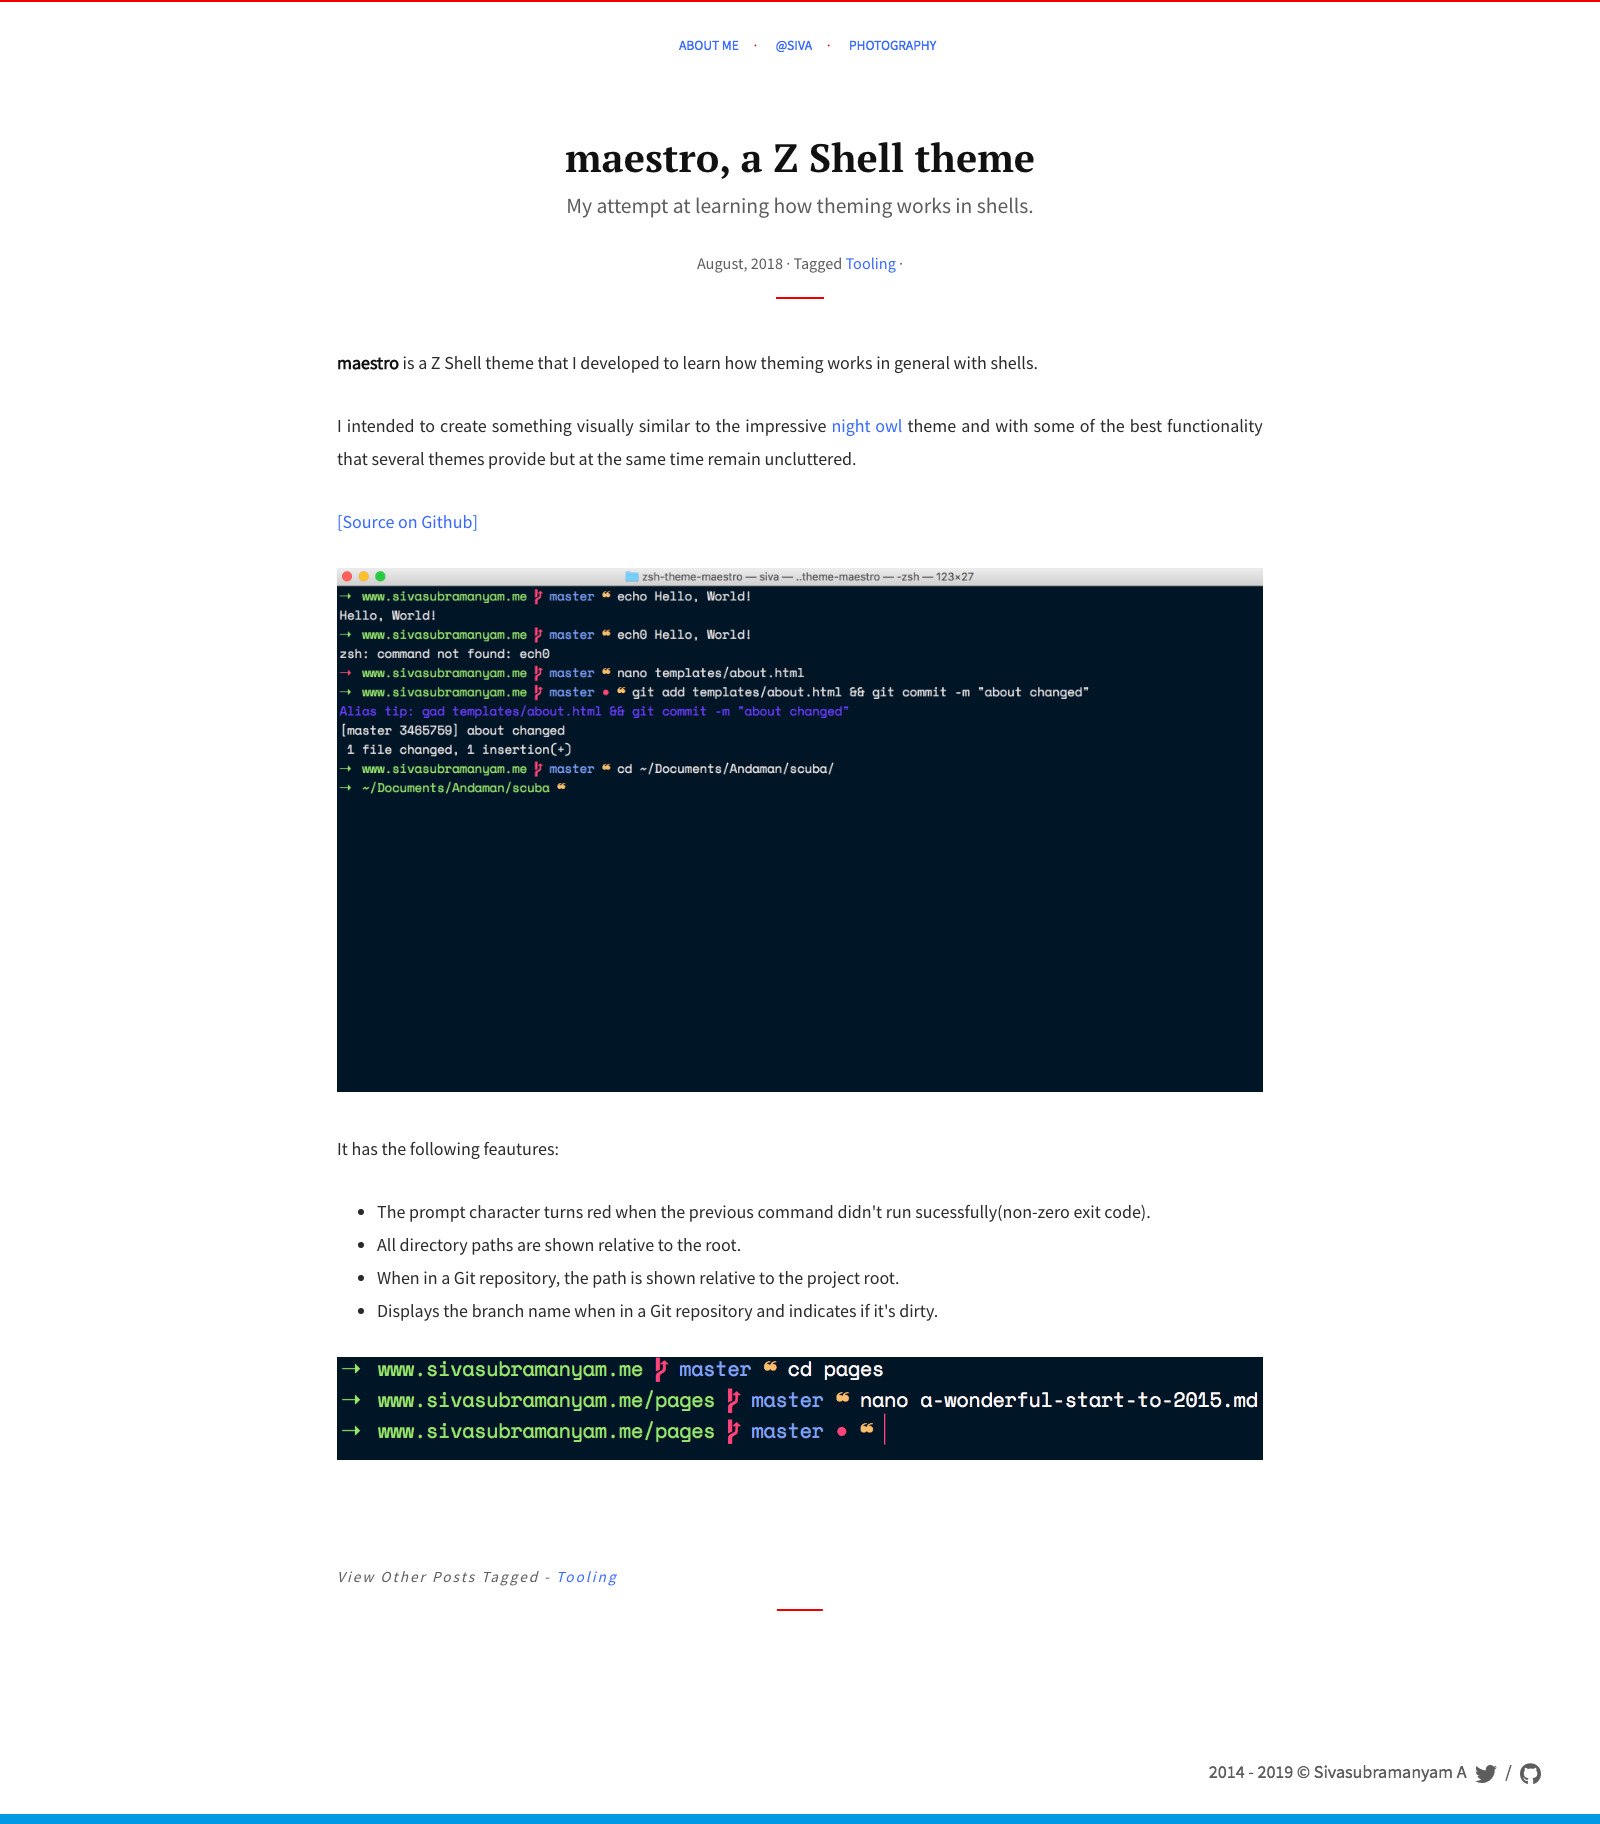 ABOUT ME · @SIVA · PHOTOGRAPHY
maestro, a Z Shell theme
My attempt at learning how theming works in shells.
August, 2018 · Tagged Tooling ·
maestro is a Z Shell theme that I developed to learn how theming works in general with shells.
I intended to create something visually similar to the impressive night owl theme and with some of the best functionality
that several themes provide but at the same time remain uncluttered.
[Source on Github]
zsh-theme-maestro — siva — ..theme-maestro — -zsh — 123×27
→ www.sivasubramanyam.me master ❝ echo Hello, World!
Hello, World!
→ www.sivasubramanyam.me master ❝ ech0 Hello, World!
zsh: command not found: ech0
→ www.sivasubramanyam.me master ❝ nano templates/about.html
→ www.sivasubramanyam.me master • ❝ git add templates/about.html && git commit -m "about changed"
Alias tip: gad templates/about.html && git commit -m "about changed"
[master 3465759] about changed
1 file changed, 1 insertion(+)
→ www.sivasubramanyam.me master ❝ cd ~/Documents/Andaman/scuba/
→ ~/Documents/Andaman/scuba ❝
It has the following feautures:
• The prompt character turns red when the previous command didn't run sucessfully(non-zero exit code).
• All directory paths are shown relative to the root.
• When in a Git repository, the path is shown relative to the project root.
• Displays the branch name when in a Git repository and indicates if it's dirty.
→ www.sivasubramanyam.me master ❝ cd pages
→ www.sivasubramanyam.me/pages master ❝ nano a-wonderful-start-to-2015.md
→ www.sivasubramanyam.me/pages master • ❝
View Other Posts Tagged - Tooling
2014 - 2019 © Sivasubramanyam A /